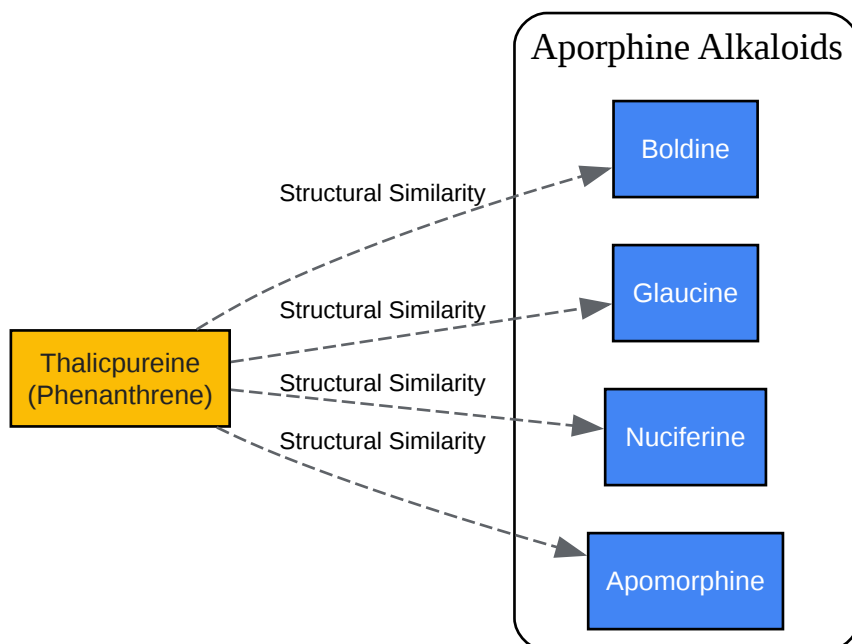 Aporphine Alkaloids
Boldine
Structural Similarity
Glaucine
Structural Similarity
Thalicpureine
(Phenanthrene)
Structural Similarity
Nuciferine
Structural Similarity
Apomorphine